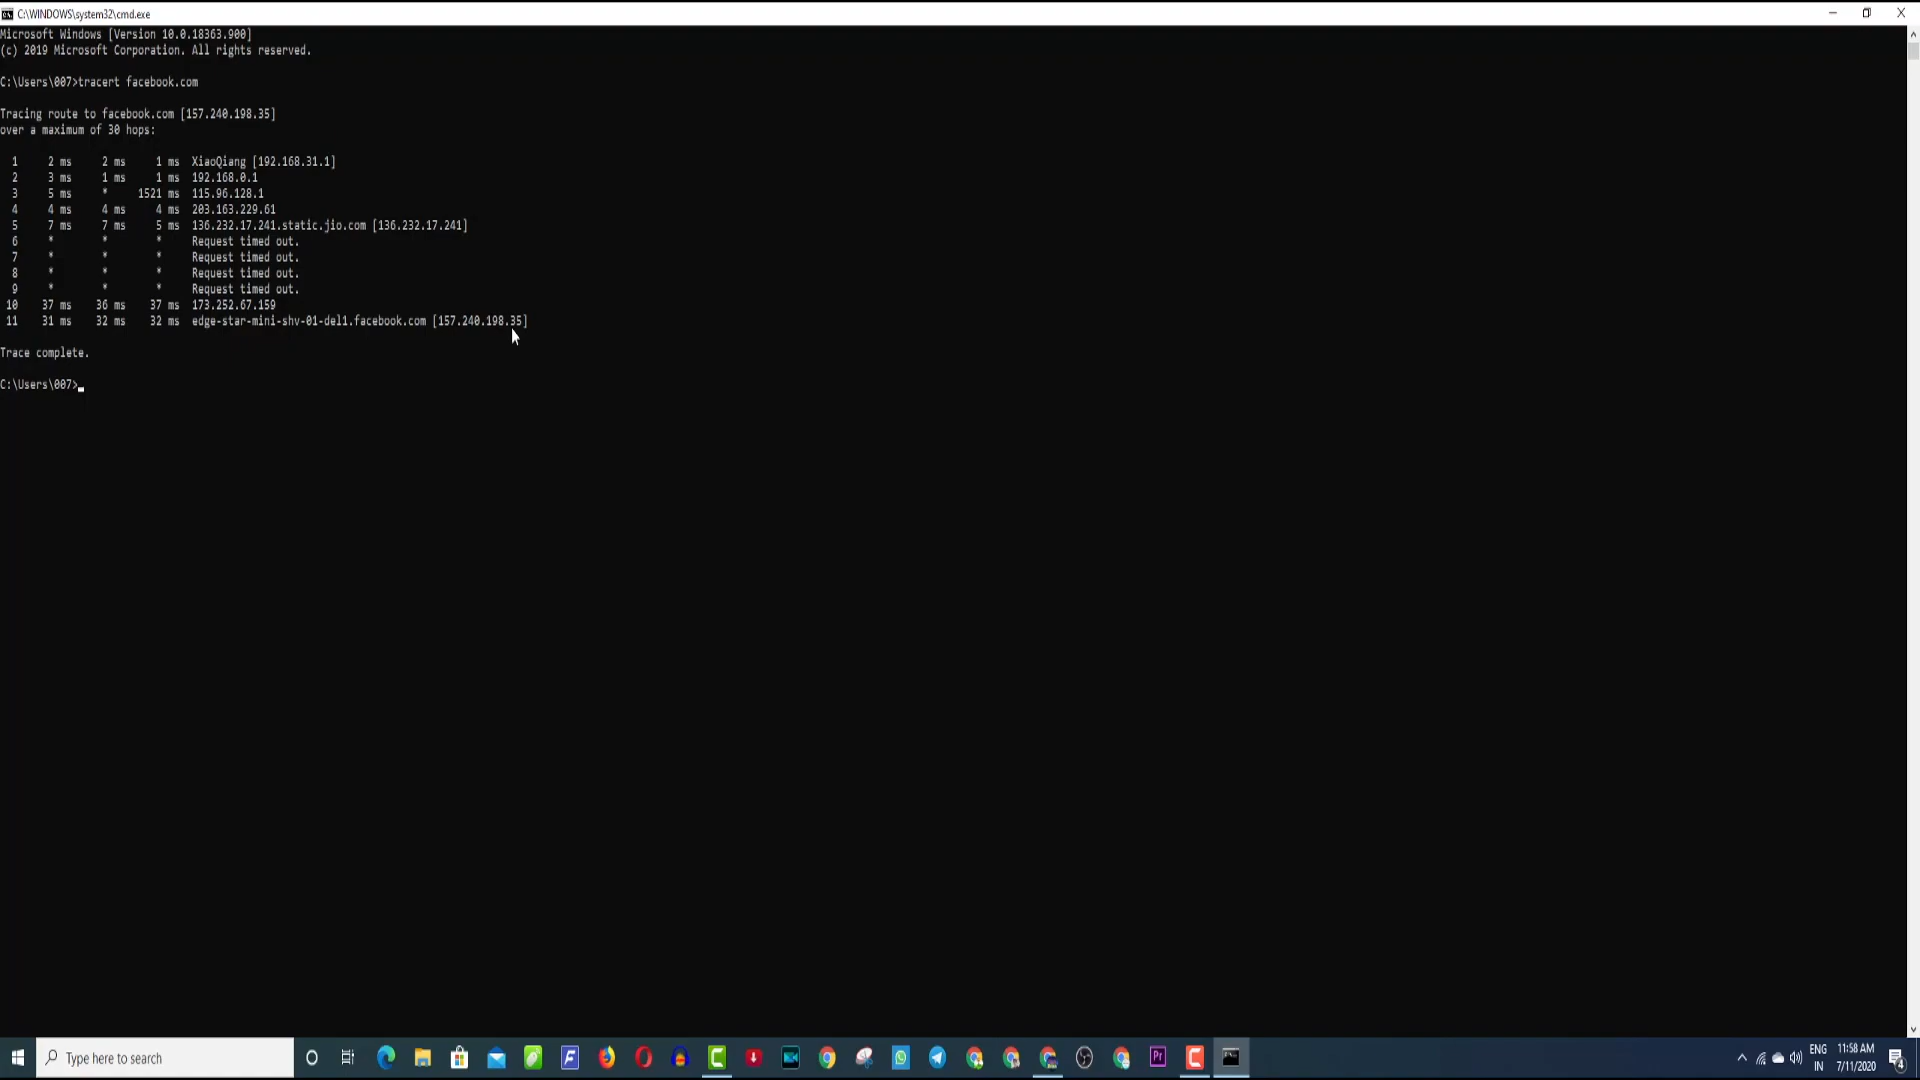 C:\WINDOWS\system32\cmd.exe
Microsoft Windows [Version 10.0.18363.900]
(c) 2019 Microsoft Corporation. All rights reserved.
C:\Users\007>tracert facebook.com
Tracing route to facebook.com [157.240.198.35]
over a maximum of 30 hops:
1 2 ms 2 ms 1 ms XiaoQiang [192.168.31.1]
2 3 ms 1 ms 1 ms 192.168.0.1
3 5 ms * 1521 ms 115.96.128.1
4 4 ms 4 ms 4 ms 203.163.229.61
5 7 ms 7 ms 5 ms 136.232.17.241.static.jio.com [136.232.17.241]
6 * * * Request timed out.
7 * * * Request timed out.
8 * * * Request timed out.
9 * * * Request timed out.
10 37 ms 36 ms 37 ms 173.252.67.159
11 31 ms 32 ms 32 ms edge-star-mini-shv-01-del1.facebook.com [157.240.198.35]
Trace complete.
C:\Users\007>
Type here to search
Pr
ENG 11:58 AM
IN 7/11/2020
4